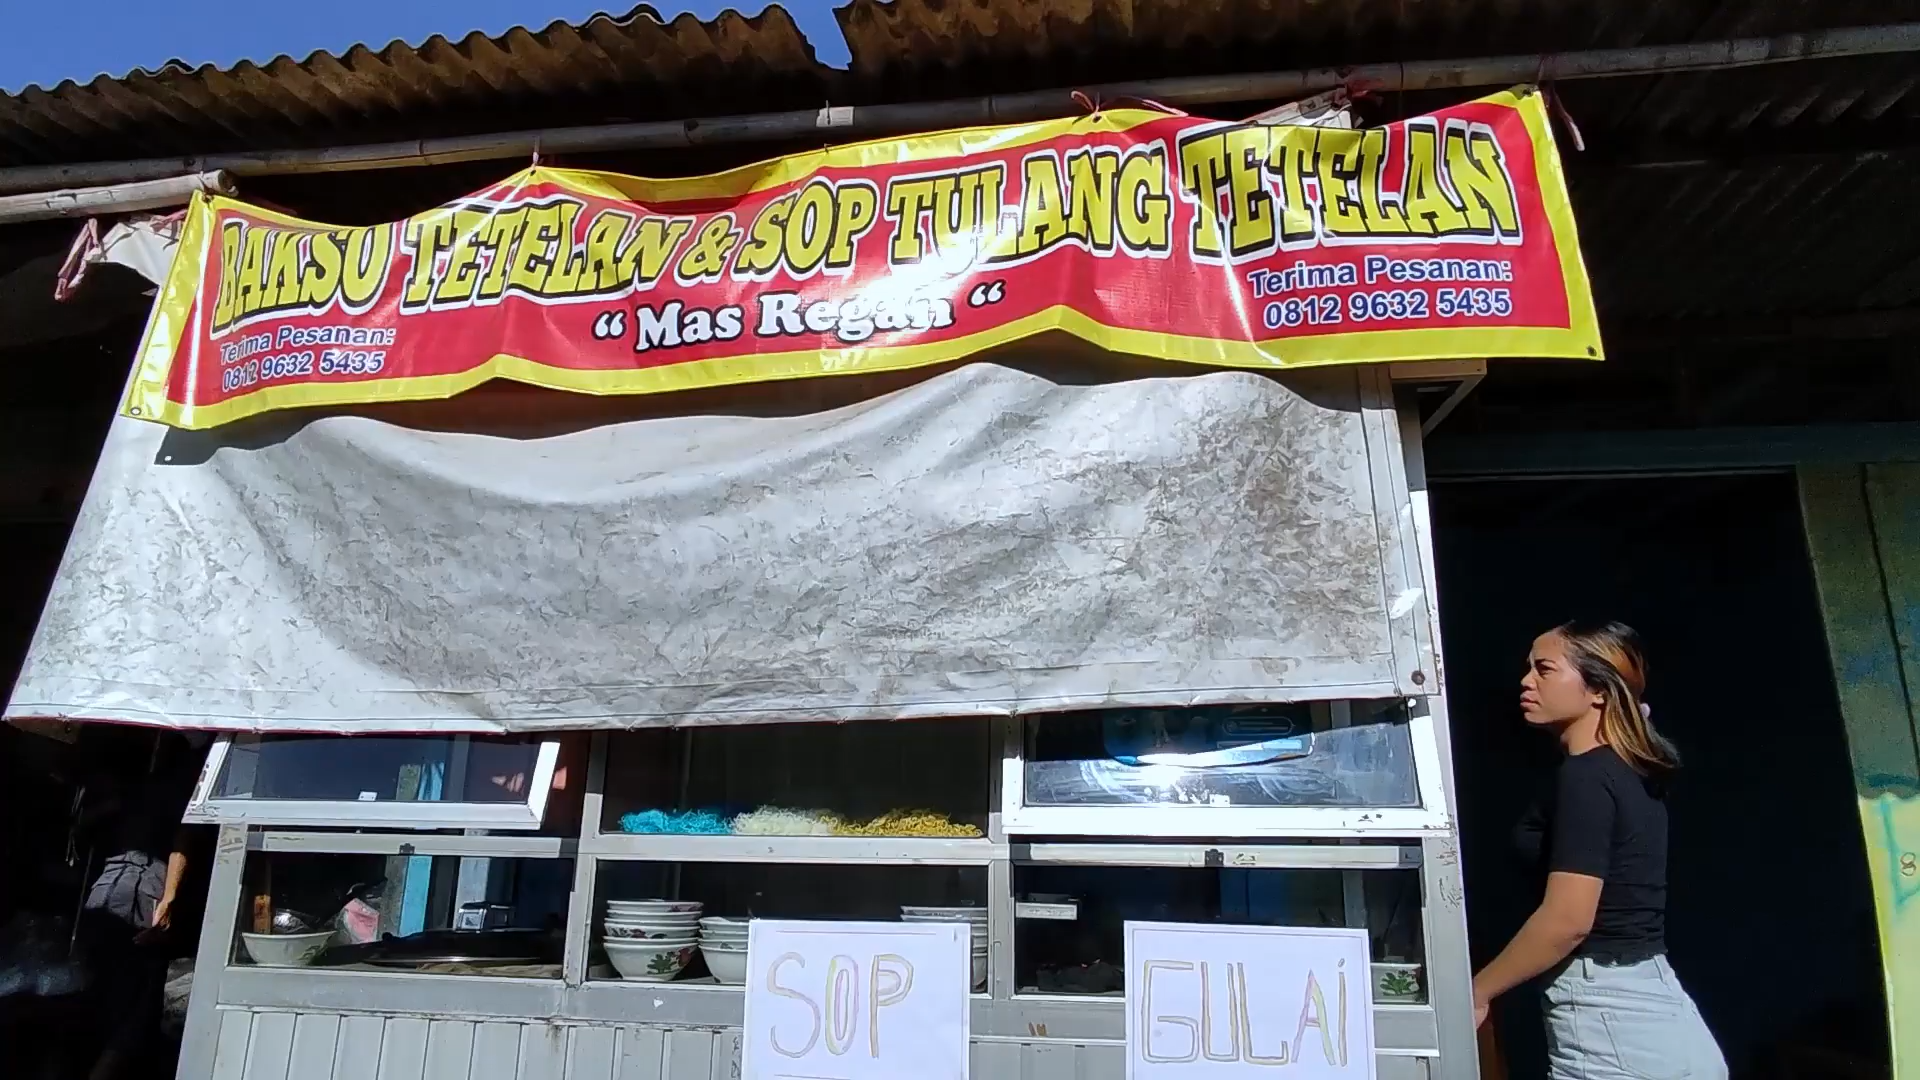 BAKSO TETELAN & SOP TULANG TETELAN
“ Mas Regan “
Terima Pesanan:
0812 9632 5435
Terima Pesanan:
0812 9632 5435
SOP
GULAi